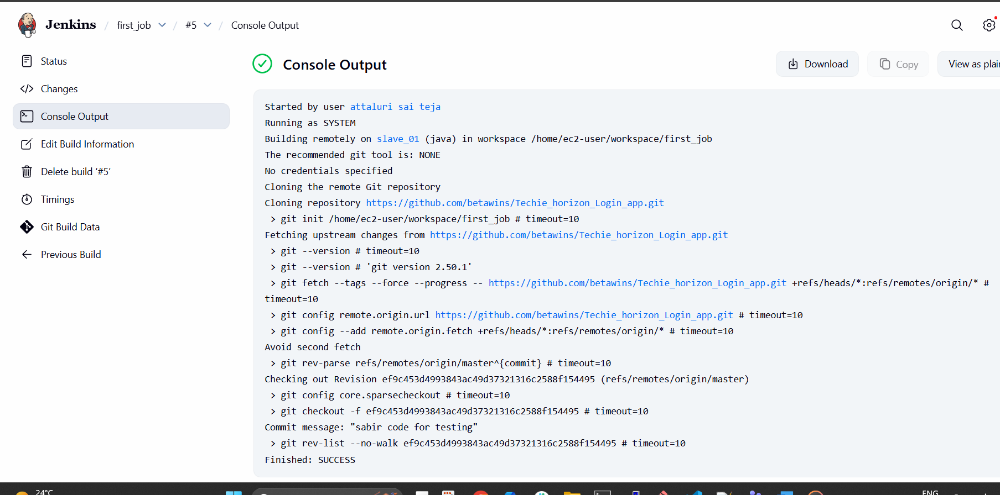 Jenkins / first_job / #5 / Console Output
Status
Changes
Console Output
Edit Build Information
Delete build ‘#5’
Timings
Git Build Data
Previous Build
Console Output
Download
Copy
View as plai
Started by user attaluri sai teja
Running as SYSTEM
Building remotely on slave_01 (java) in workspace /home/ec2-user/workspace/first_job
The recommended git tool is: NONE
No credentials specified
Cloning the remote Git repository
Cloning repository https://github.com/betawins/Techie_horizon_Login_app.git
> git init /home/ec2-user/workspace/first_job # timeout=10
Fetching upstream changes from https://github.com/betawins/Techie_horizon_Login_app.git
> git --version # timeout=10
> git --version # 'git version 2.50.1'
> git fetch --tags --force --progress -- https://github.com/betawins/Techie_horizon_Login_app.git +refs/heads/*:refs/remotes/origin/* #
timeout=10
> git config remote.origin.url https://github.com/betawins/Techie_horizon_Login_app.git # timeout=10
> git config --add remote.origin.fetch +refs/heads/*:refs/remotes/origin/* # timeout=10
Avoid second fetch
> git rev-parse refs/remotes/origin/master^{commit} # timeout=10
Checking out Revision ef9c453d4993843ac49d37321316c2588f154495 (refs/remotes/origin/master)
> git config core.sparsecheckout # timeout=10
> git checkout -f ef9c453d4993843ac49d37321316c2588f154495 # timeout=10
Commit message: "sabir code for testing"
> git rev-list --no-walk ef9c453d4993843ac49d37321316c2588f154495 # timeout=10
Finished: SUCCESS
24°C
ENG